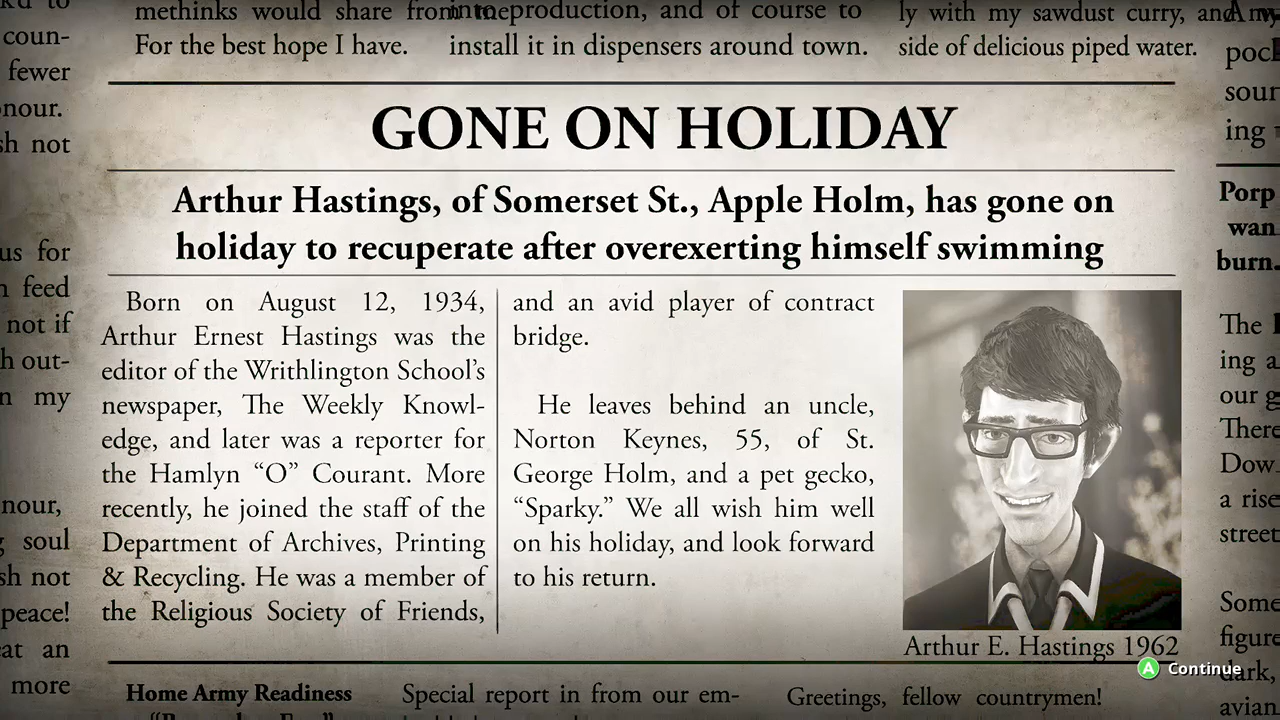 methinks would share from me
For the best hope I have.
into production, and of course to
install it in dispensers around town.
ly with my sawdust curry, and my
side of delicious piped water.
coun-
fewer
onour.
sh not
us for
feed
not if
h out-
my
nour,
soul
sh not
peace!
eat an
more
GONE ON HOLIDAY
Arthur Hastings, of Somerset St., Apple Holm, has gone on
holiday to recuperate after overexerting himself swimming
Born on August 12, 1934,
Arthur Ernest Hastings was the
editor of the Writhlington School’s
newspaper, The Weekly Knowl-
edge, and later was a reporter for
the Hamlyn “O” Courant. More
recently, he joined the staff of the
Department of Archives, Printing
& Recycling. He was a member of
the Religious Society of Friends,
and an avid player of contract
bridge.
He leaves behind an uncle,
Norton Keynes, 55, of St.
George Holm, and a pet gecko,
“Sparky.” We all wish him well
on his holiday, and look forward
to his return.
Arthur E. Hastings 1962
A Continue
Home Army Readiness
Special report in from our em-
Greetings, fellow countrymen!
pock
sour
ing
Porp
wan
burn.
The
ing a
our g
There
Dow
a rise
street
Some
figure
dark,
avian